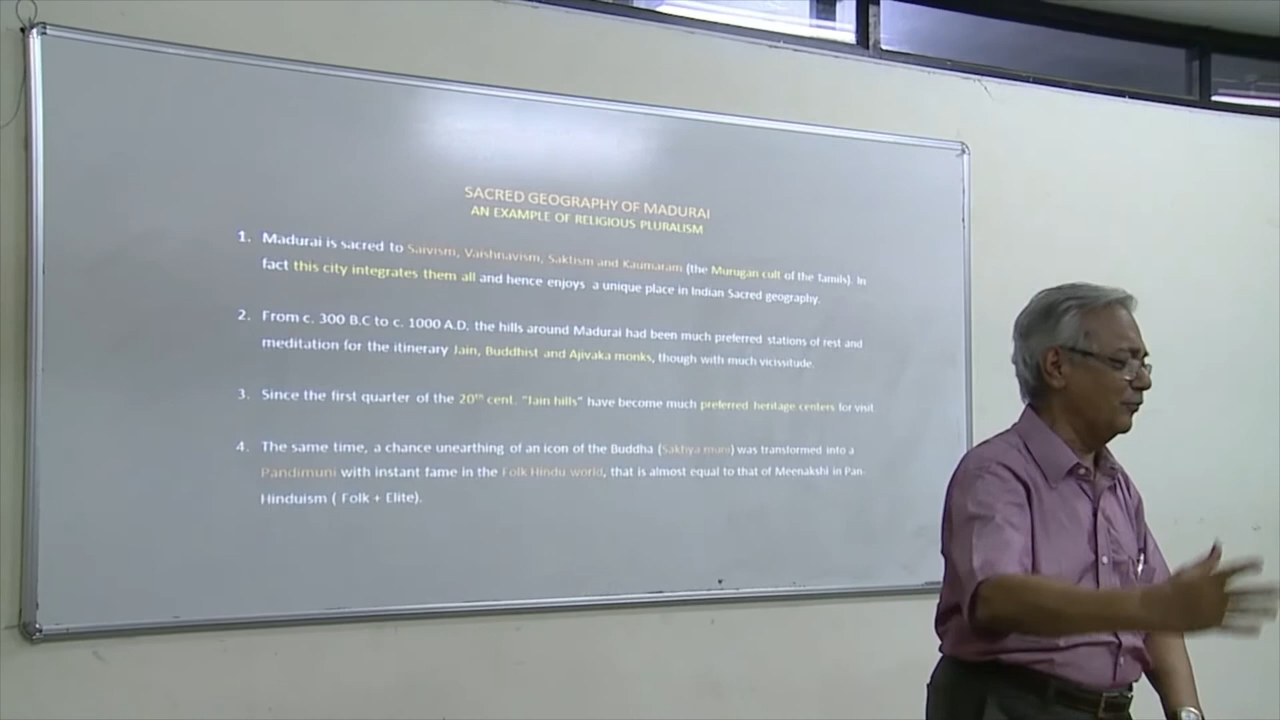 SACRED GEOGRAPHY OF MADURAI
AN EXAMPLE OF RELIGIOUS PLURALISM
1. Madurai is sacred to Saivism, Vaishnavism, Saktism and Kaumaram (the Murugan cult of the Tamils). In
fact this city integrates them all and hence enjoys a unique place in Indian Sacred geography.
2. From c. 300 B.C to c. 1000 A.D, the hills around Madurai had been much preferred stations of rest and
meditation for the itinerary Jain, Buddhist and Ajivaka monks, though with much vicissitude.
3. Since the first quarter of the 20th cent. "Jain hills" have become much preferred heritage centers for visit
4. The same time, a chance unearthing of an icon of the Buddha (Sakhya muni) was transformed into a
Pandimuni with instant fame in the Folk Hindu world, that is almost equal to that of Meenakshi in Pan-
Hinduism ( Folk + Elite).